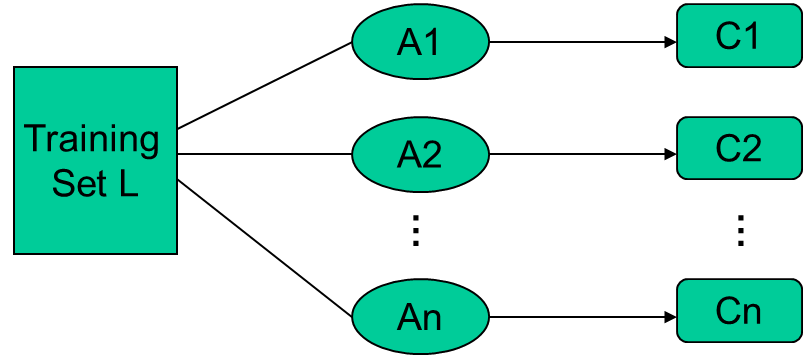 Training
Set L
A1
C1
A2
C2
An
Cn